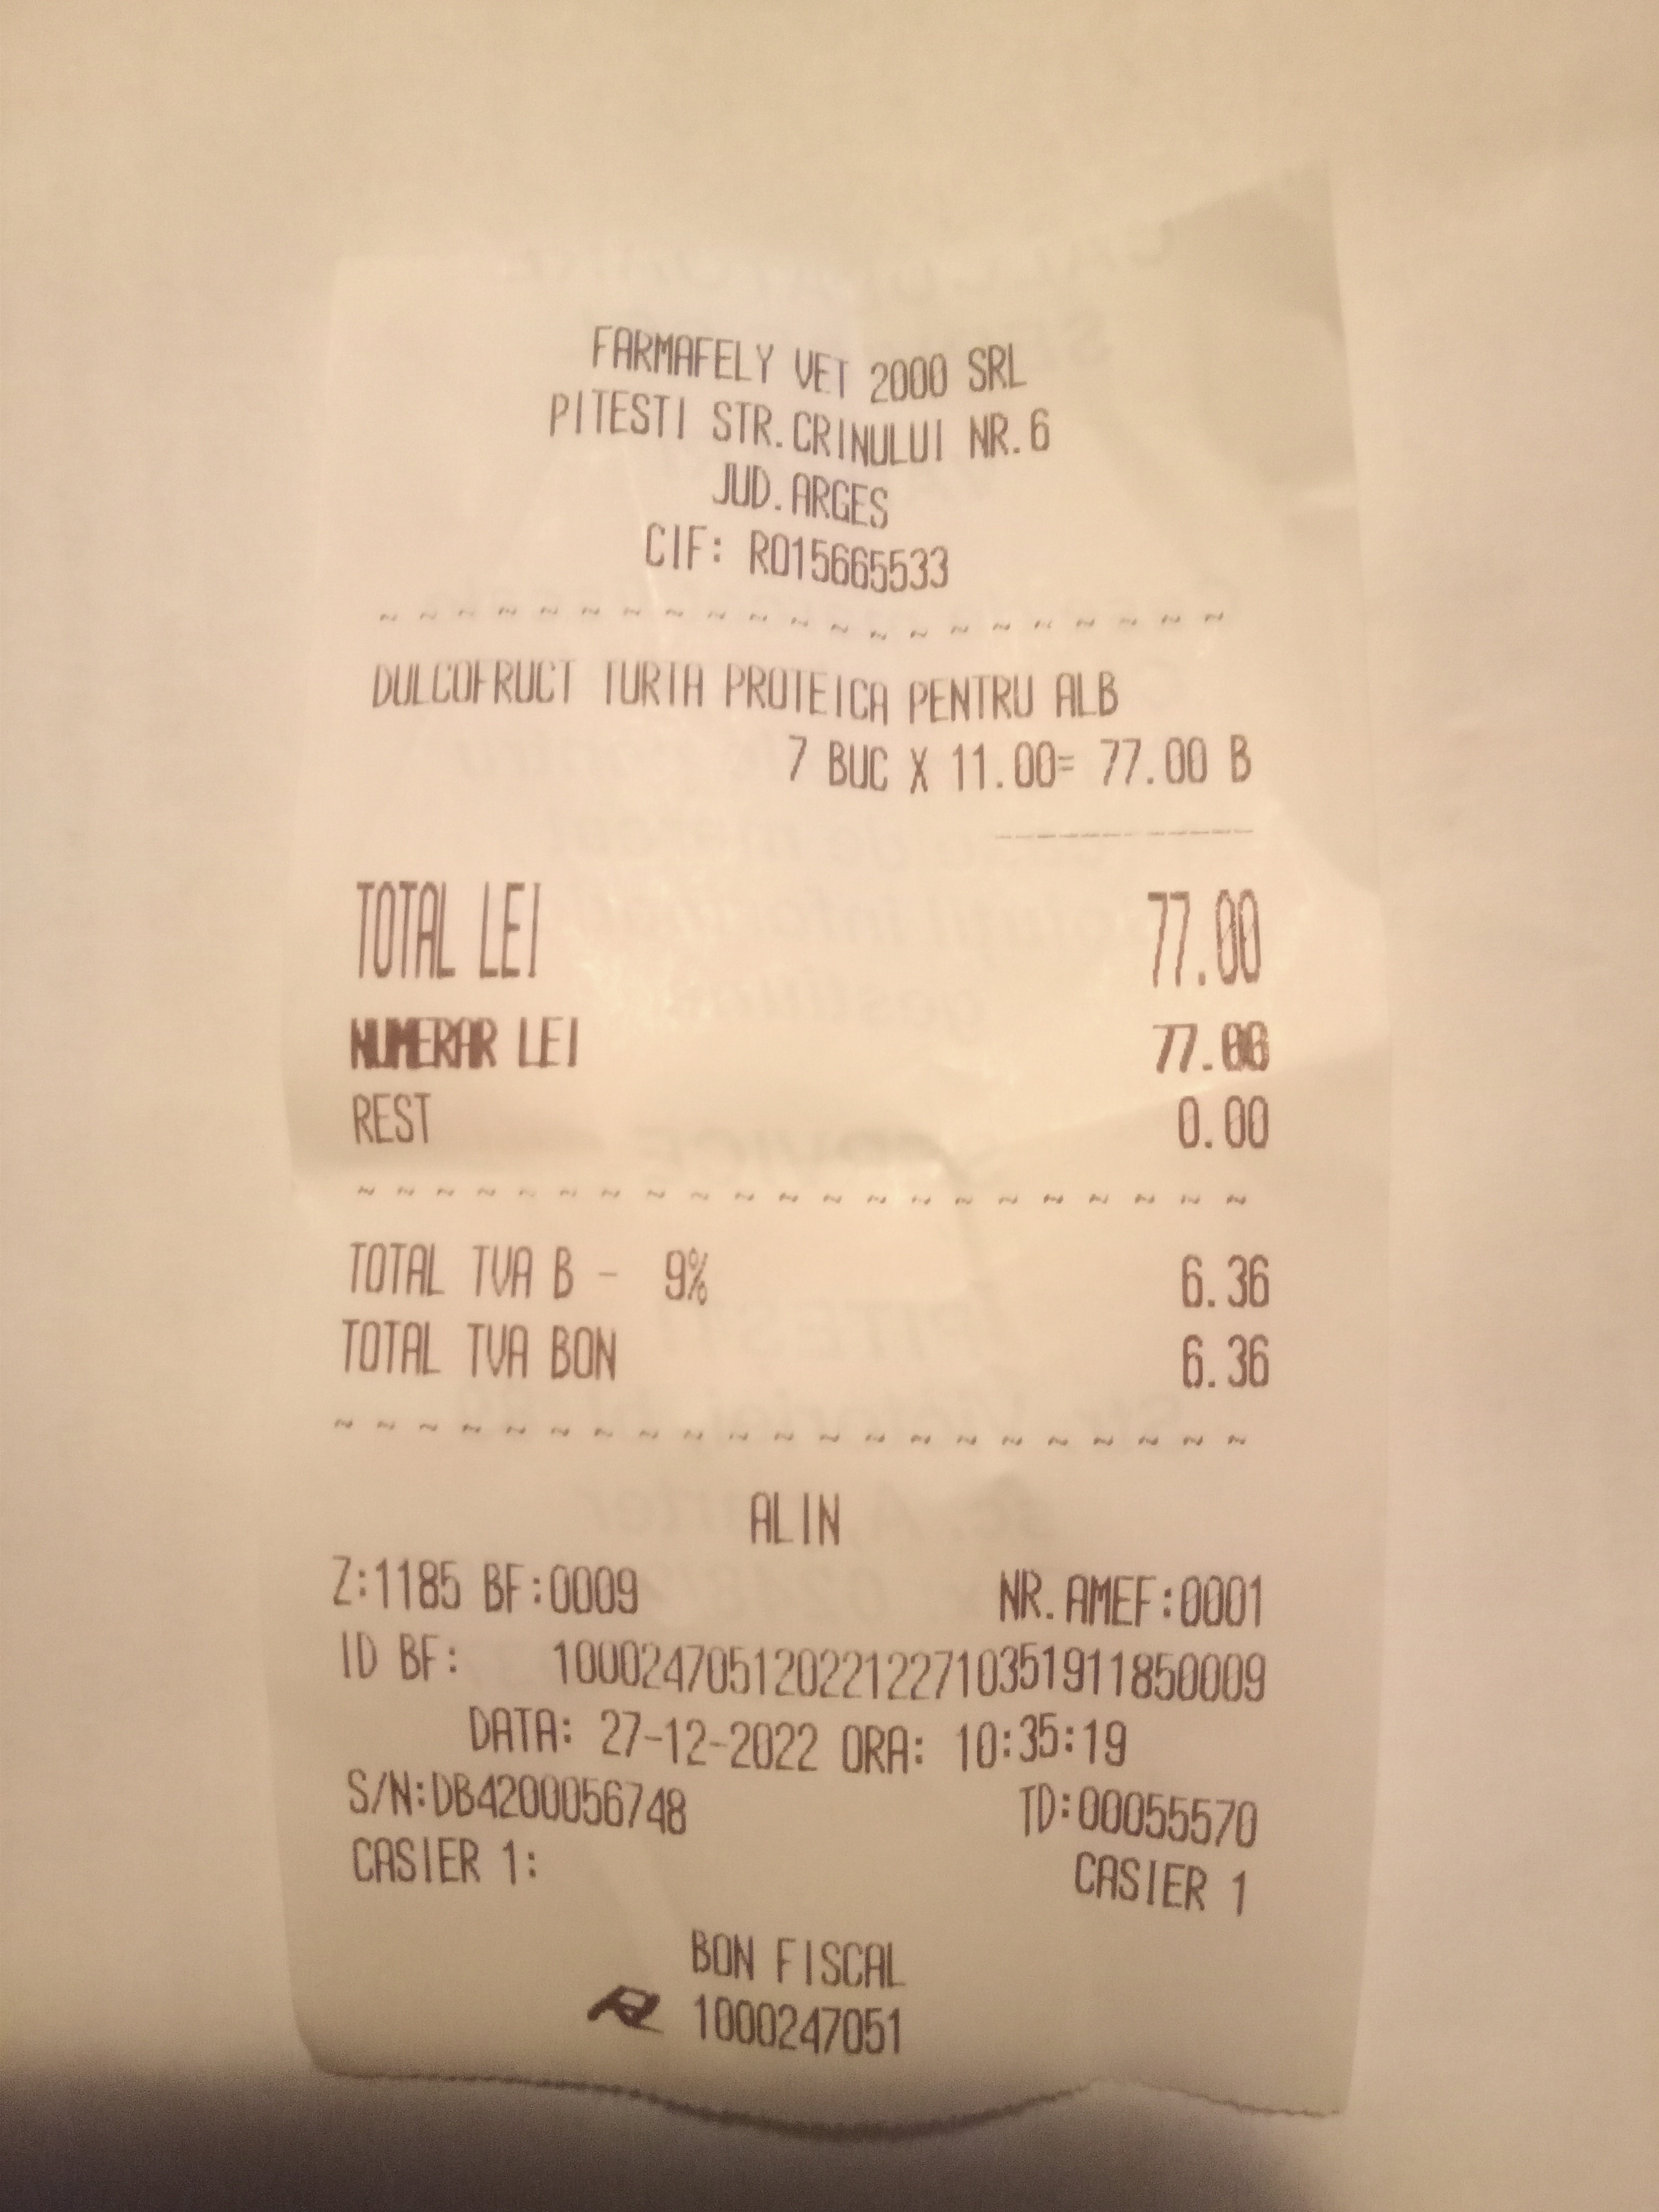 FARMAFELY VET 2000 SRL
PITESTI STR.CRINULUI NR.6
JUD.ARGES
CIF: RO15665533
~ ~ ~ ~ ~ ~ ~ ~ ~ ~ ~ ~ ~ ~ ~ ~ ~ ~ ~ ~ ~
DULCOFRUCT TURTA PROTEICA PENTRU ALB
7 BUC X 11.00= 77.00 B
-----------
TOTAL LEI 77.00
NUMERAR LEI 77.00
REST 0.00
~ ~ ~ ~ ~ ~ ~ ~ ~ ~ ~ ~ ~ ~ ~ ~ ~ ~ ~ ~ ~
TOTAL TVA B - 9% 6.36
TOTAL TVA BON 6.36
~ ~ ~ ~ ~ ~ ~ ~ ~ ~ ~ ~ ~ ~ ~ ~ ~ ~ ~ ~ ~
ALIN
Z:1185 BF:0009 NR.AMEF:0001
ID BF: 10002470512022122710351911850009
DATA: 27-12-2022 ORA: 10:35:19
S/N:DB4200056748 TD:00055570
CASIER 1: CASIER 1
BON FISCAL
1000247051